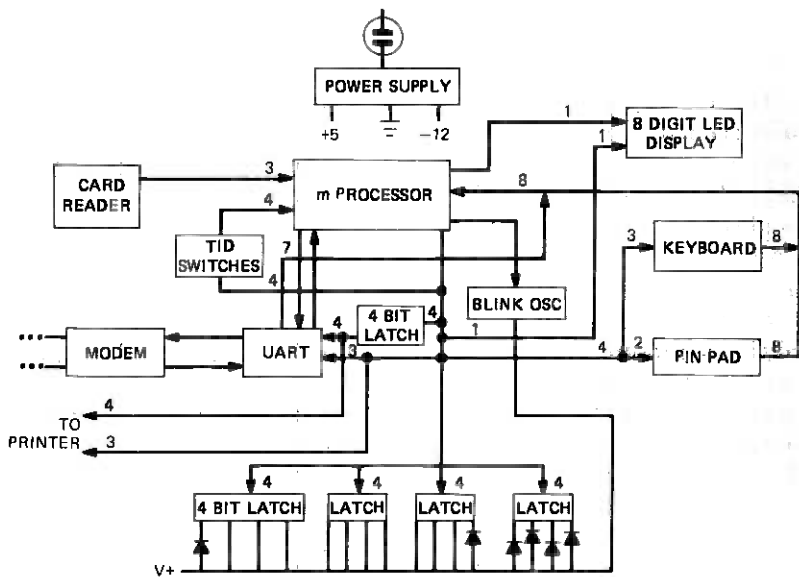 POWER SUPPLY
+5
-12
1
1
8 DIGIT LED
DISPLAY
CARD
READER
3
m PROCESSOR
8
4
TID
SWITCHES
7
4
3
KEYBOARD
8
BLINK OSC
4
4 BIT
LATCH
4
1
MODEM
UART
3
4
2
PIN PAD
8
4
TO
PRINTER
3
4
4
4
4
4 BIT LATCH
LATCH
LATCH
LATCH
V+